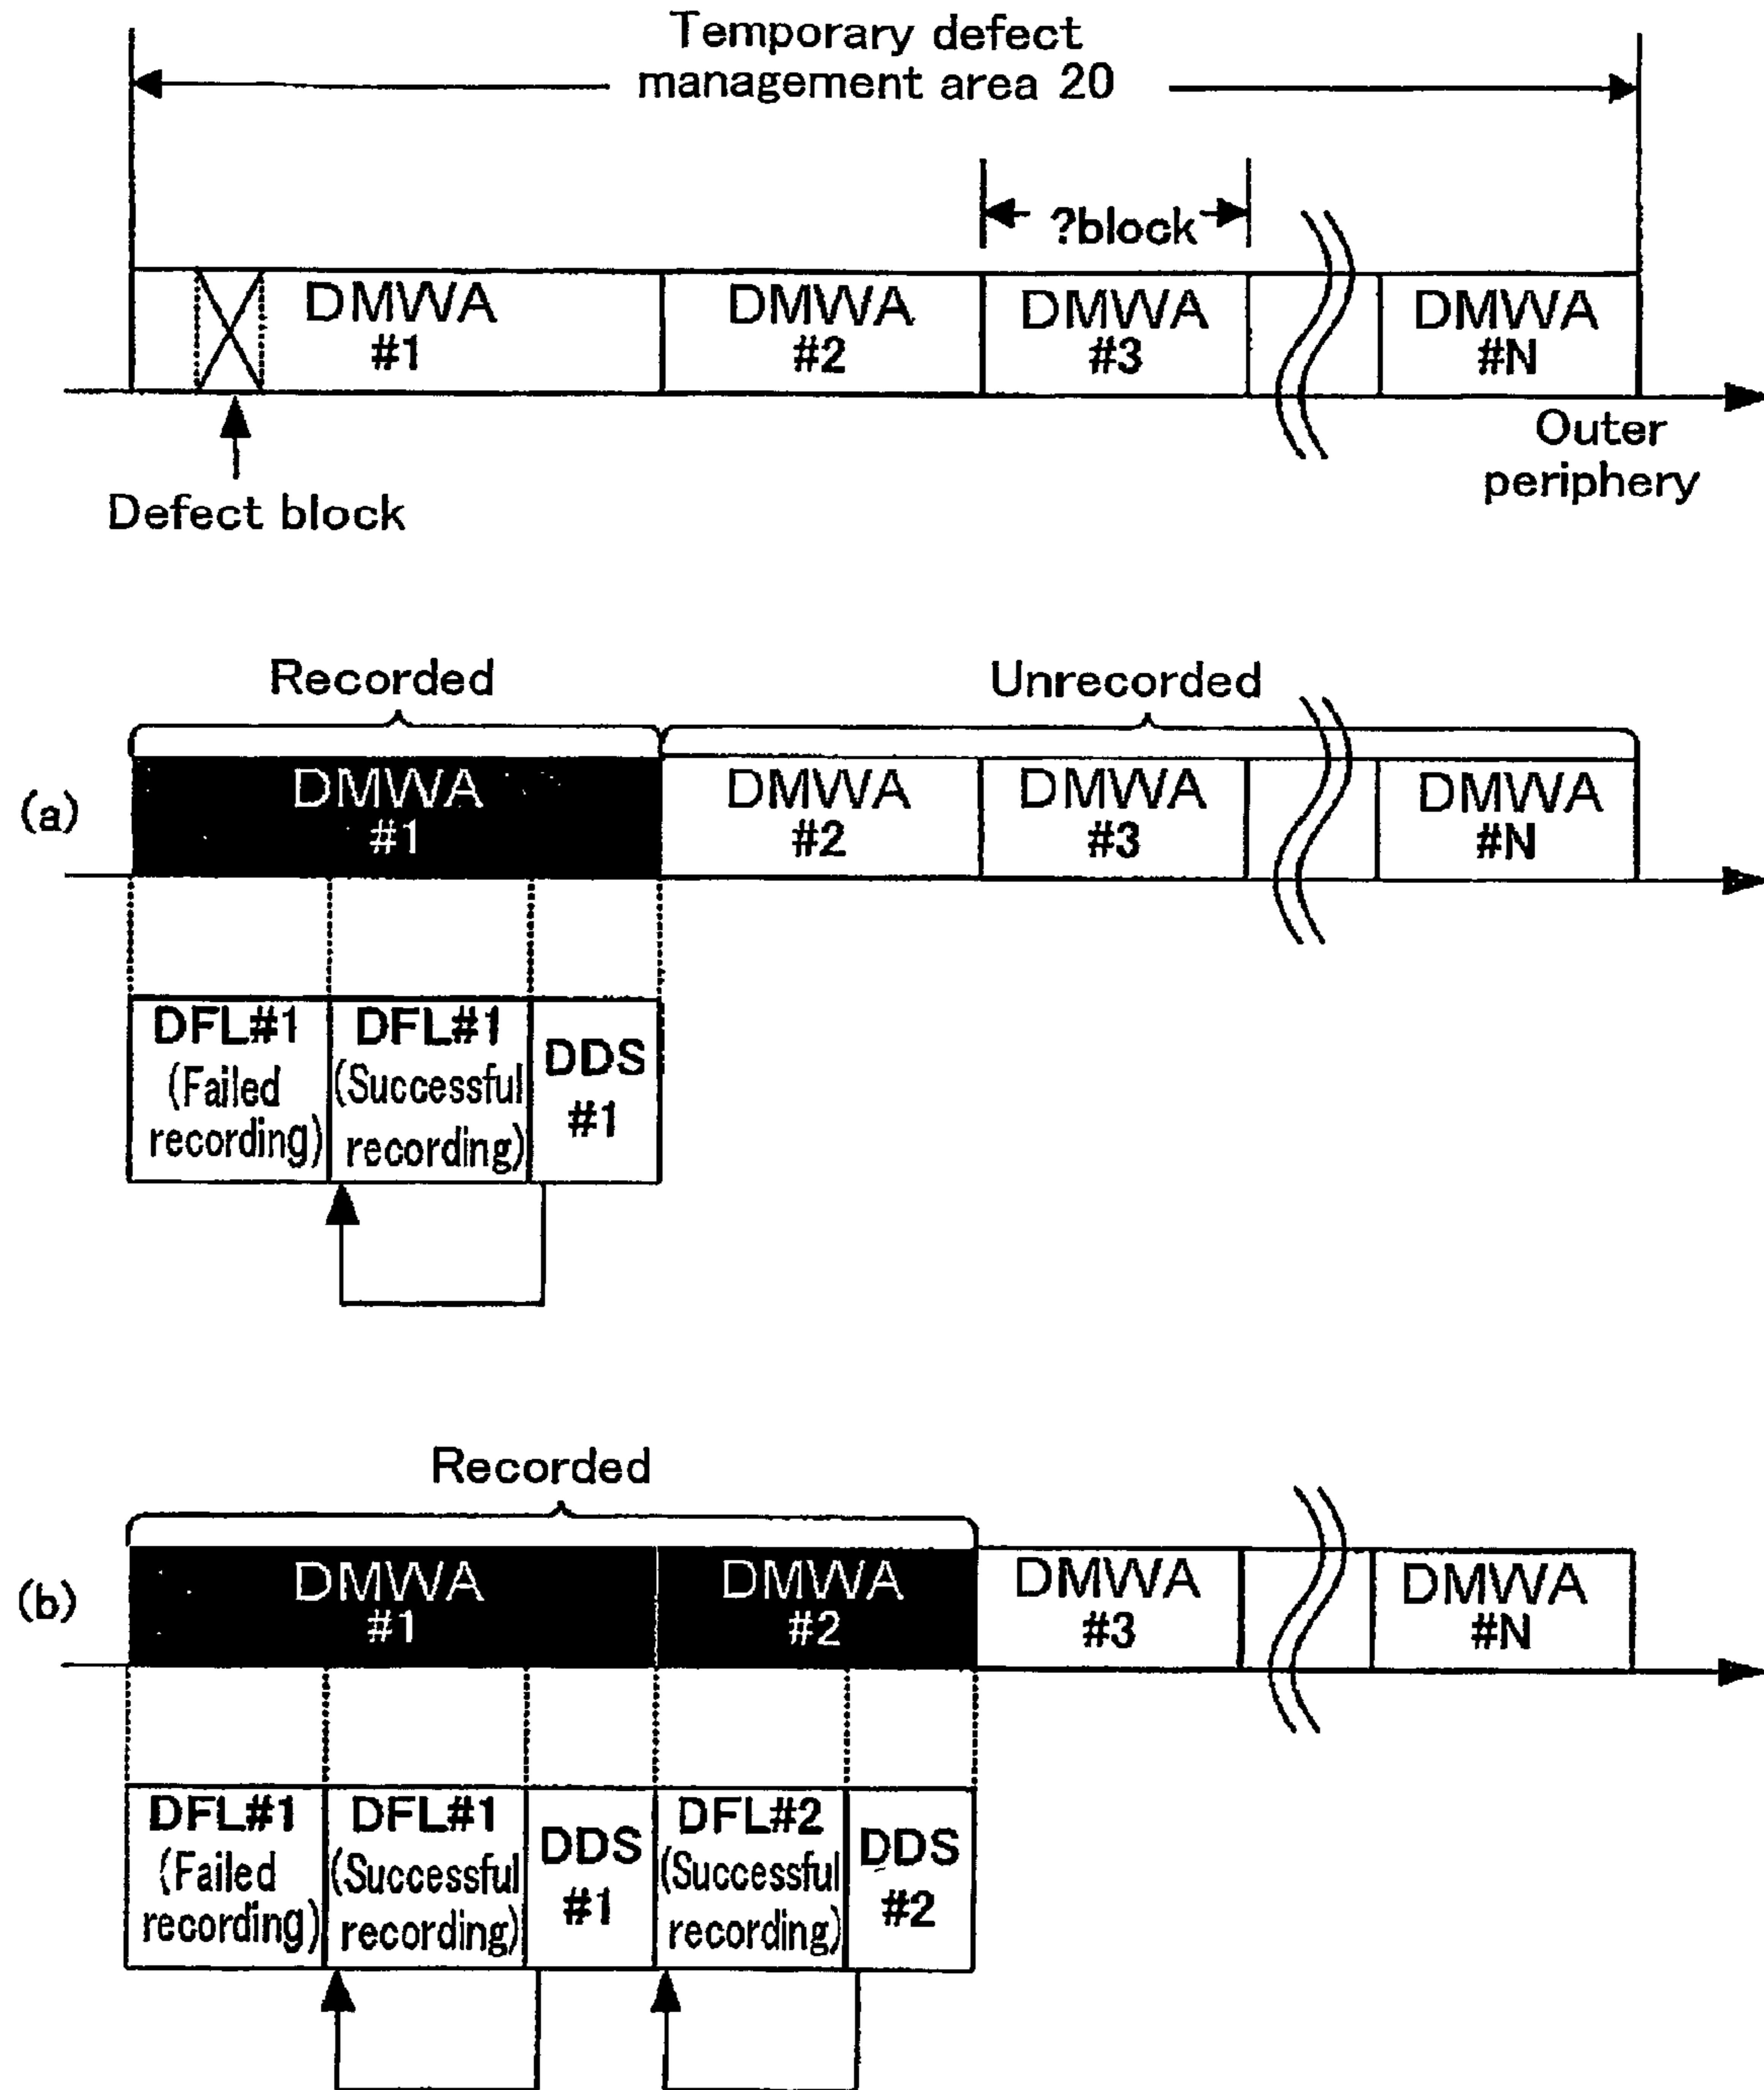 Temporary defect
management area 20
?block
DMWA
#1
DMWA
#2
DMWA
#3
DMWA
#N
Outer
periphery
Defect block
Recorded
Unrecorded
(a)
DMWA
#1
DMWA
#2
DMWA
#3
DMWA
#N
DFL#1
(Failed
recording)
DFL#1
(Successful
recording)
DDS
#1
Recorded
(b)
DMWA
#1
DMWA
#2
DMWA
#3
DMWA
#N
DFL#1
(Failed
recording)
DFL#1
(Successful
recording)
DDS
#1
DFL#2
(Successful
recording)
DDS
#2